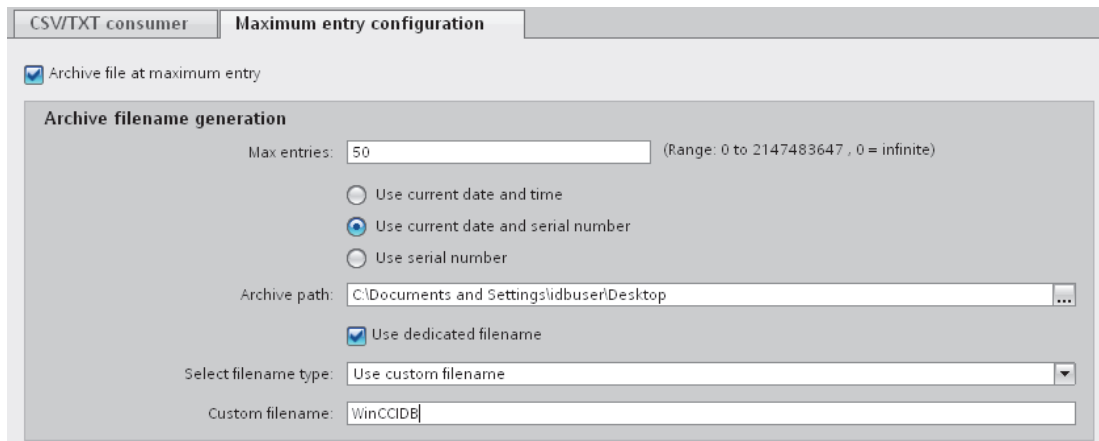 CSV/TXT consumer Maximum entry configuration
Archive file at maximum entry
Archive filename generation
Max entries: 50 (Range: 0 to 2147483647 , 0 = infinite)
Use current date and time
Use current date and serial number
Use serial number
Archive path: C:\Documents and Settings\idbuser\Desktop ...
Use dedicated filename
Select filename type: Use custom filename
Custom filename: WinCCIDB